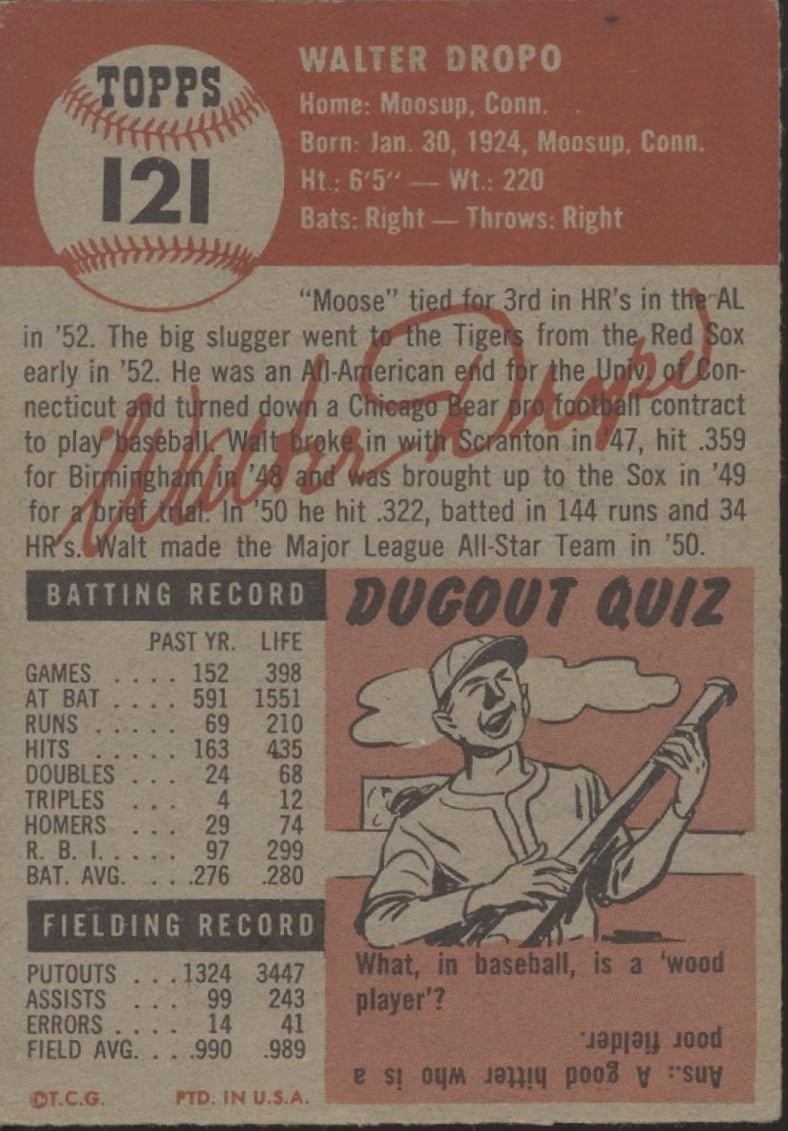 TOPPS
121
WALTER DROPO
Home: Moosup, Conn.
Born: Jan. 30, 1924, Moosup, Conn.
Ht.: 6'5" — Wt.: 220
Bats: Right — Throws: Right
"Moose" tied for 3rd in HR's in the AL
in '52. The big slugger went to the Tigers from the Red Sox
early in '52. He was an All-American end for the Univ. of Con-
necticut and turned down a Chicago Bear pro football contract
to play baseball. Walt broke in with Scranton in '47, hit .359
for Birmingham in '48 and was brought up to the Sox in '49
for a brief trial. In '50 he hit .322, batted in 144 runs and 34
HR's. Walt made the Major League All-Star Team in '50.
Walter Dropo
BATTING RECORD
PAST YR. LIFE
GAMES . . . . 152 398
AT BAT . . . . 591 1551
RUNS . . . . . 69 210
HITS . . . . . 163 435
DOUBLES . . . 24 68
TRIPLES . . . 4 12
HOMERS . . . 29 74
R. B. I. . . . . . 97 299
BAT. AVG. . . . .276 .280
FIELDING RECORD
PUTOUTS . . . 1324 3447
ASSISTS . . . 99 243
ERRORS . . . . 14 41
FIELD AVG. . . . .990 .989
©T.C.G. PTD. IN U.S.A.
DUGOUT QUIZ
What, in baseball, is a 'wood
player'?
Ans.: A good hitter who is a
poor fielder.